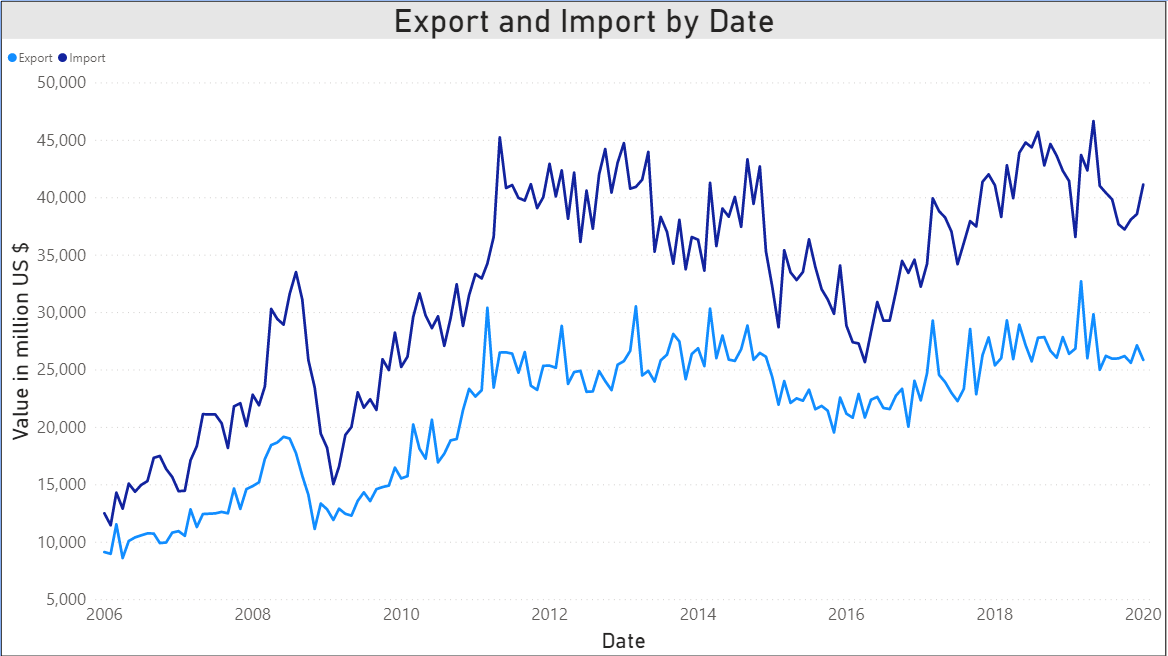 Export and Import by Date
Export Import
50,000
45,000
40,000
35,000
30,000
25,000
20,000
15,000
10,000
5,000
Value in million US $
2006 2008 2010 2012 2014 2016 2018 2020
Date